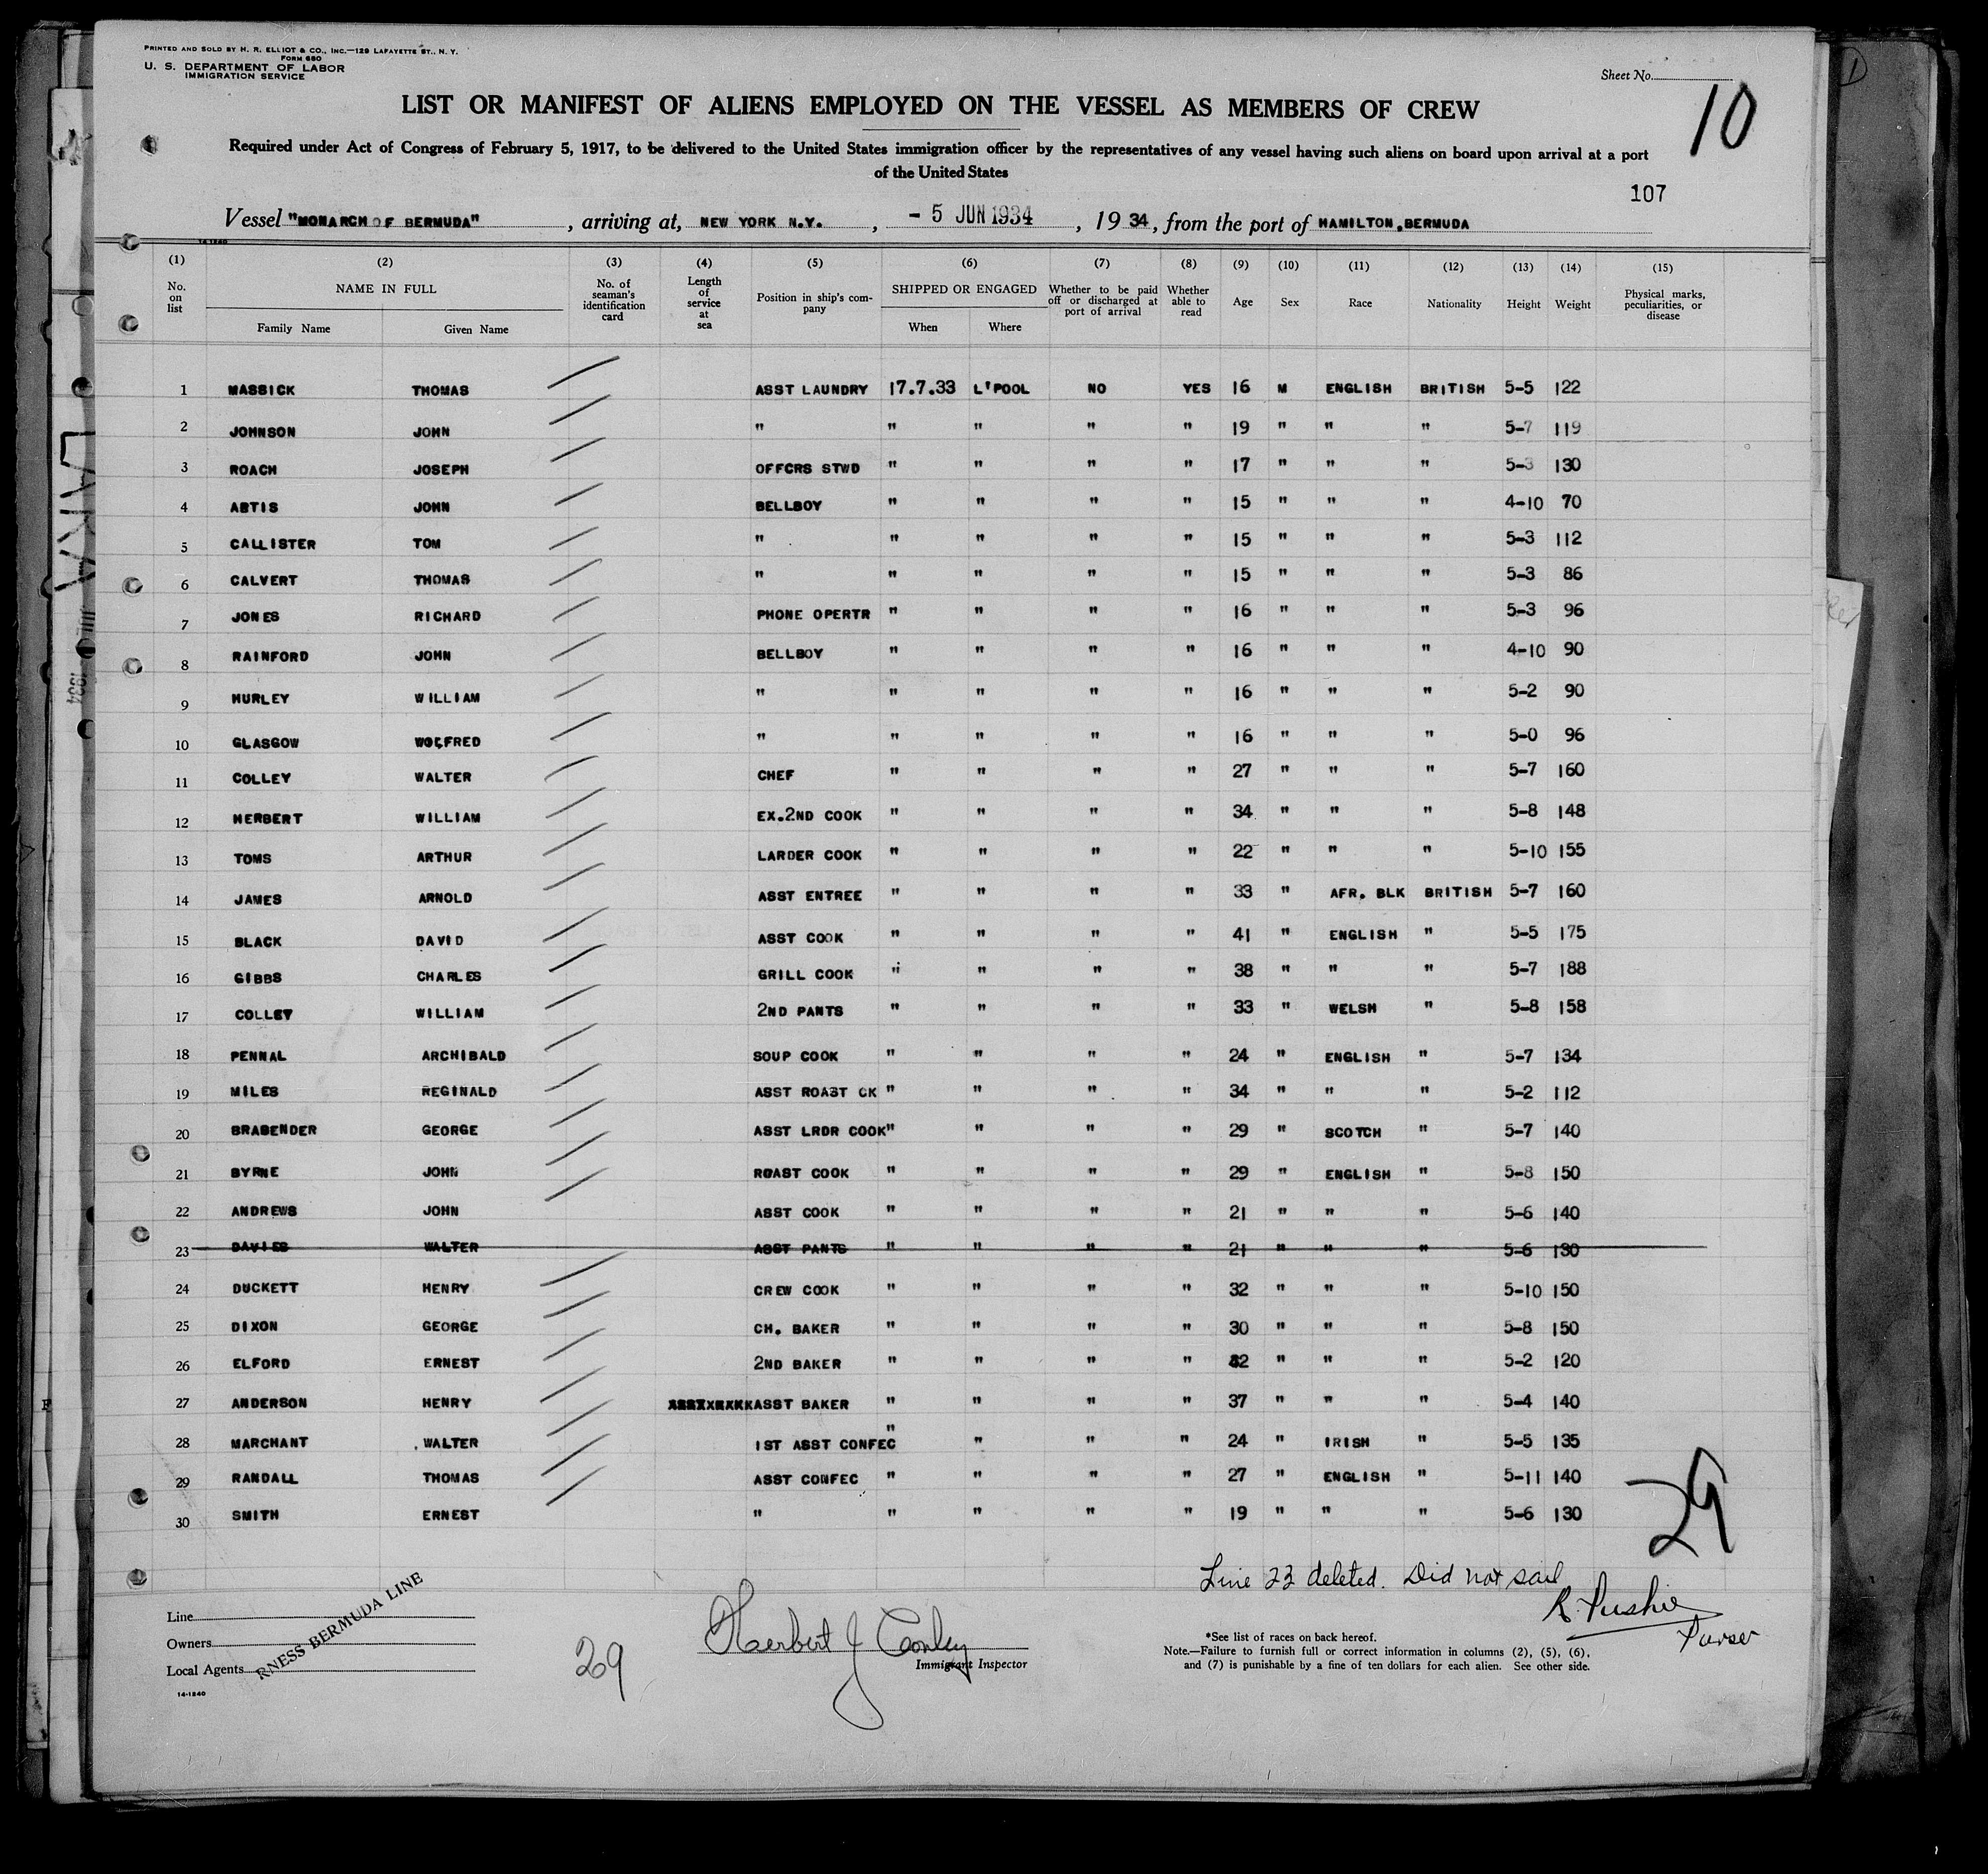 PRINTED AND SOLD BY H. R. ELLIOT & CO., INC.—129 LAFAYETTE ST., N. Y.
FORM 680
U. S. DEPARTMENT OF LABOR
IMMIGRATION SERVICE
Sheet No.
10
LIST OR MANIFEST OF ALIENS EMPLOYED ON THE VESSEL AS MEMBERS OF CREW
Required under Act of Congress of February 5, 1917, to be delivered to the United States immigration officer by the representatives of any vessel having such aliens on board upon arrival at a port
of the United States
107
Vessel "MONARCH OF BERMUDA", arriving at, NEW YORK N.Y., - 5 JUN 1934, 1934, from the port of HAMILTON, BERMUDA
14-1240
(1) (2) (3) (4) (5) (6) (7) (8) (9) (10) (11) (12) (13) (14) (15)
No. on list NAME IN FULL Family Name Given Name No. of seaman's identification card Length of service at sea Position in ship's company SHIPPED OR ENGAGED When Where Whether to be paid off or discharged at port of arrival Whether able to read Age Sex Race Nationality Height Weight Physical marks, peculiarities, or disease
1 MASSICK THOMAS ASST LAUNDRY 17.7.33 L'POOL NO YES 16 M ENGLISH BRITISH 5-5 122
2 JOHNSON JOHN " " " " " 19 " " " 5-7 119
3 ROACH JOSEPH OFFCRS STWD " " " " 17 " " " 5-3 130
4 ABTIS JOHN BELLBOY " " " " 15 " " " 4-10 70
5 CALLISTER TOM " " " " " 15 " " " 5-3 112
6 CALVERT THOMAS " " " " " 15 " " " 5-3 86
7 JONES RICHARD PHONE OPERTR " " " " 16 " " " 5-3 96
8 RAINFORD JOHN BELLBOY " " " " 16 " " " 4-10 90
9 HURLEY WILLIAM " " " " " 16 " " " 5-2 90
10 GLASGOW WOLFRED " " " " " 16 " " " 5-0 96
11 COLLEY WALTER CHEF " " " " 27 " " " 5-7 160
12 HERBERT WILLIAM EX.2ND COOK " " " " 34 " " " 5-8 148
13 TOMS ARTHUR LARDER COOK " " " " 22 " " " 5-10 155
14 JAMES ARNOLD ASST ENTREE " " " " 33 " AFR. BLK BRITISH 5-7 160
15 BLACK DAVID ASST COOK " " " " 41 " ENGLISH " 5-5 175
16 GIBBS CHARLES GRILL COOK " " " " 38 " " " 5-7 188
17 COLLEY WILLIAM 2ND PANTS " " " " 33 " WELSH " 5-8 158
18 PENNAL ARCHIBALD SOUP COOK " " " " 24 " ENGLISH " 5-7 134
19 MILES REGINALD ASST ROAST CK " " " " 34 " " " 5-2 112
20 BRABENDER GEORGE ASST LRDR COOK " " " " 29 " SCOTCH " 5-7 140
21 BYRNE JOHN ROAST COOK " " " " 29 " ENGLISH " 5-8 150
22 ANDREWS JOHN ASST COOK " " " " 21 " " " 5-6 140
23 DAVIES WALTER ASST PANTS " " " " 21 " " " 5-6 130
24 DUCKETT HENRY CREW COOK " " " " 32 " " " 5-10 150
25 DIXON GEORGE CH. BAKER " " " " 30 " " " 5-8 150
26 ELFORD ERNEST 2ND BAKER " " " " 32 " " " 5-2 120
27 ANDERSON HENRY ASST BAKER " " " " 37 " " " 5-4 140
28 MARCHANT WALTER 1ST ASST CONFEC " " " " 24 " IRISH " 5-5 135
29 RANDALL THOMAS ASST CONFEC " " " " 27 " ENGLISH " 5-11 140
30 SMITH ERNEST " " " " " 19 " " " 5-6 130
29
Line 23 deleted. Did not sail
R. Pushie
Purser
Line
Owners
Local Agents
RNESS BERMUDA LINE
14-1240
29
Herbert J Conley
Immigrant Inspector
*See list of races on back hereof.
Note.—Failure to furnish full or correct information in columns (2), (5), (6),
and (7) is punishable by a fine of ten dollars for each alien. See other side.